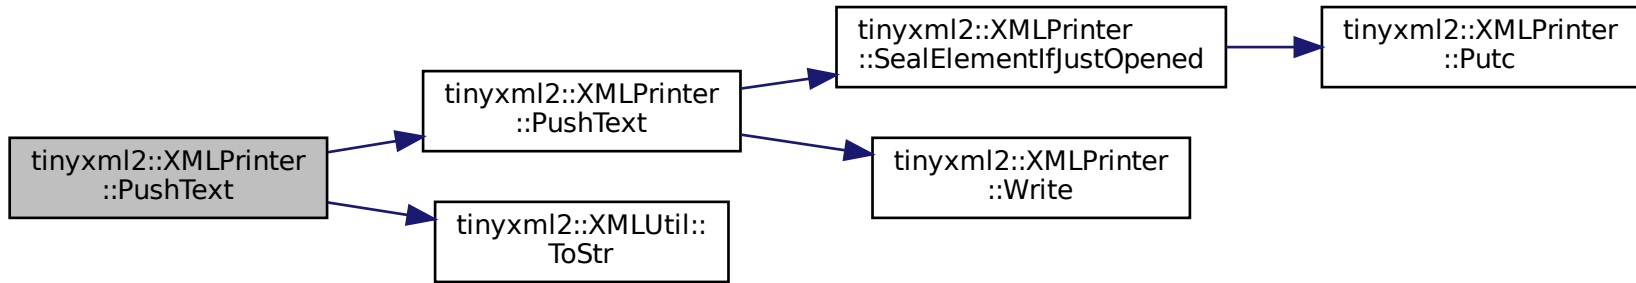 tinyxml2::XMLPrinter
::PushText
tinyxml2::XMLPrinter
::PushText
tinyxml2::XMLUtil::
ToStr
tinyxml2::XMLPrinter
::SealElementIfJustOpened
tinyxml2::XMLPrinter
::Write
tinyxml2::XMLPrinter
::Putc